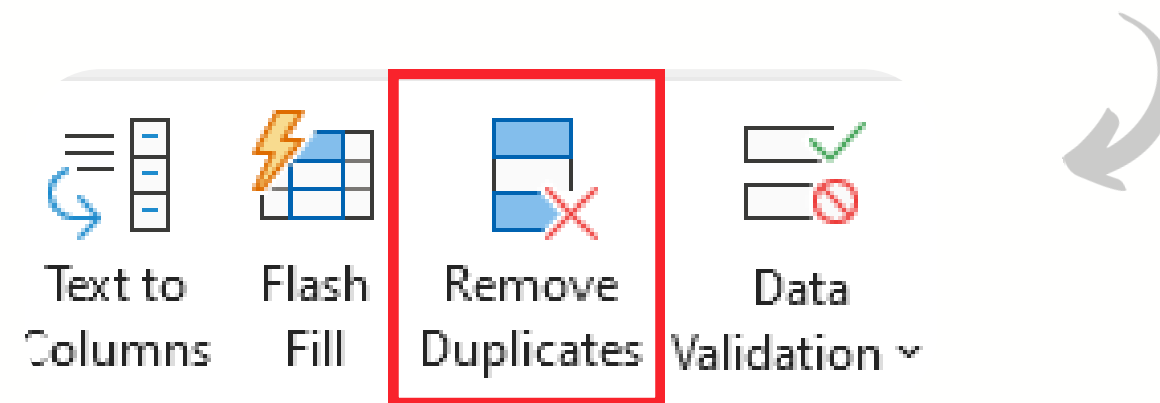 Text to
Columns
Flash
Fill
Remove
Duplicates
Data
Validation